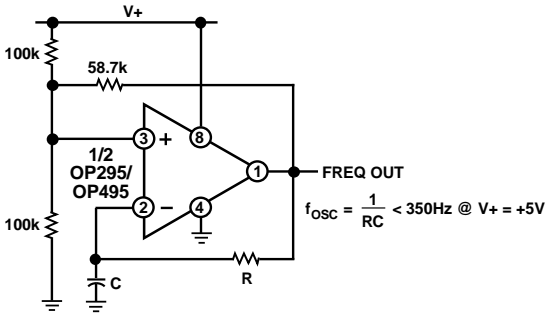 V+
100k
58.7k
3
+
8
1/2
OP295/
OP495
1
FREQ OUT
2
–
4
fOSC = 1/RC < 350Hz @ V+ = +5V
100k
R
C